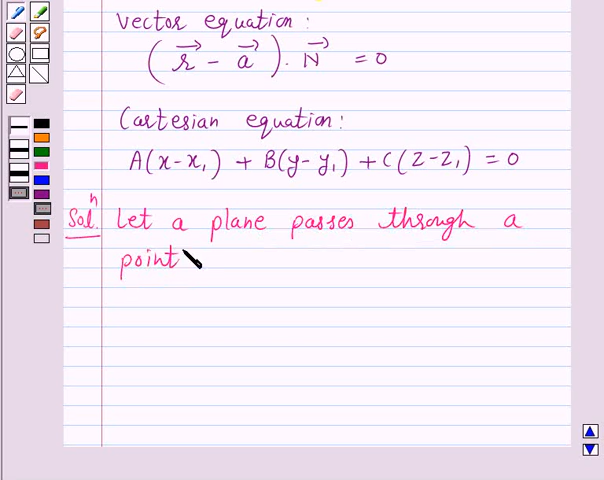 Vector equation:
(r⃗ - a⃗). N⃗ = 0
Cartesian equation:
A(x-x₁) + B(y-y₁) + C(z-z₁) = 0
Solⁿ. Let a plane passes through a
point